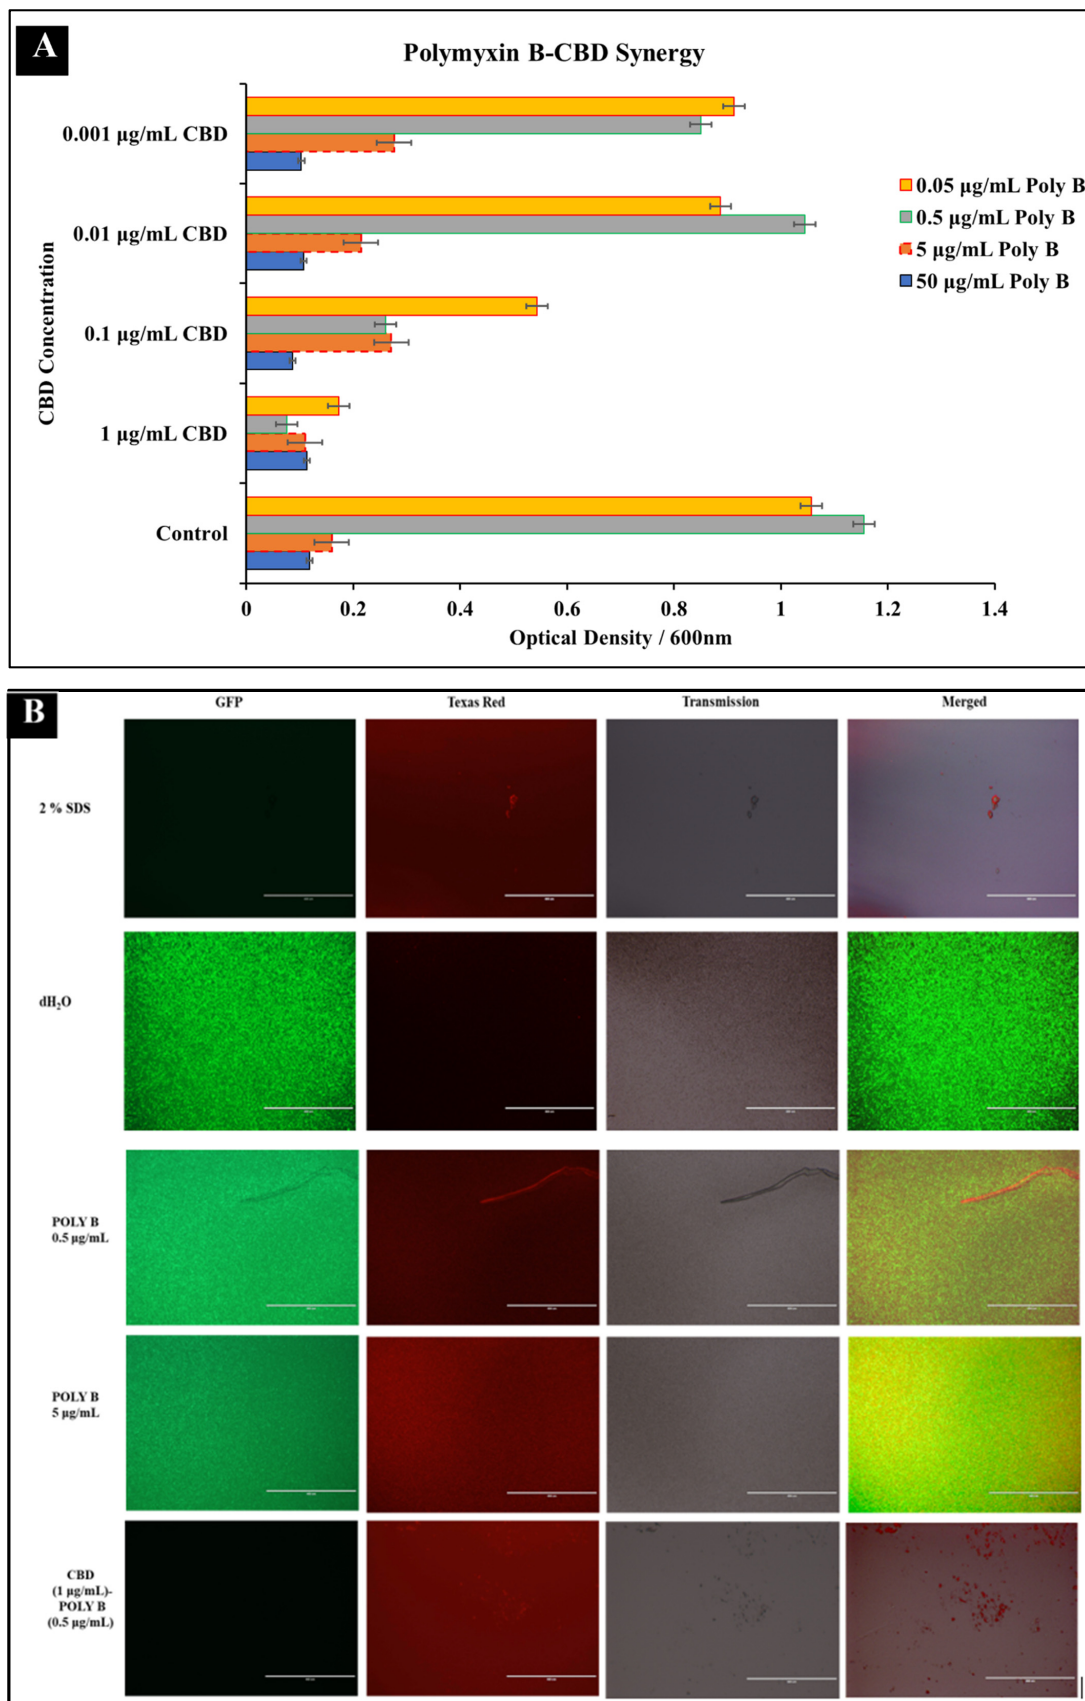 A
Polymyxin B-CBD Synergy
0.001 µg/mL CBD
0.01 µg/mL CBD
0.1 µg/mL CBD
1 µg/mL CBD
Control
CBD Concentration
0.05 µg/mL Poly B
0.5 µg/mL Poly B
5 µg/mL Poly B
50 µg/mL Poly B
0 0.2 0.4 0.6 0.8 1 1.2 1.4
Optical Density / 600nm
B
GFP Texas Red Transmission Merged
2 % SDS
dH₂O
POLY B
0.5 µg/mL
POLY B
5 µg/mL
CBD
(1 µg/mL)-
POLY B
(0.5 µg/mL)